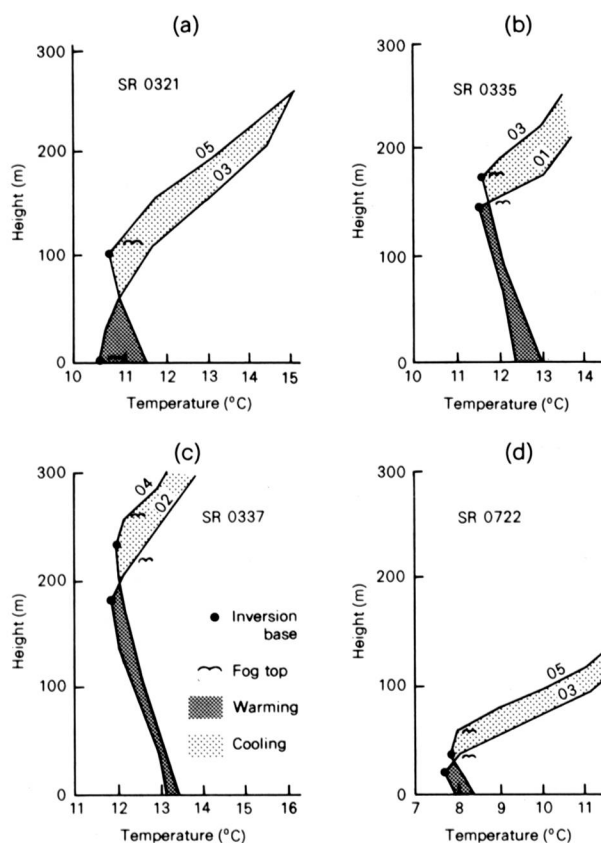 (a)
300
200
100
0
Height (m)
SR 0321
05
03
10 11 12 13 14 15
Temperature (°C)
(b)
300
200
100
0
Height (m)
SR 0335
03
01
10 11 12 13 14
Temperature (°C)
(c)
300
200
100
0
Height (m)
SR 0337
04
02
Inversion
base
Fog top
Warming
Cooling
11 12 13 14 15 16
Temperature (°C)
(d)
300
200
100
0
Height (m)
SR 0722
05
03
7 8 9 10 11
Temperature (°C)